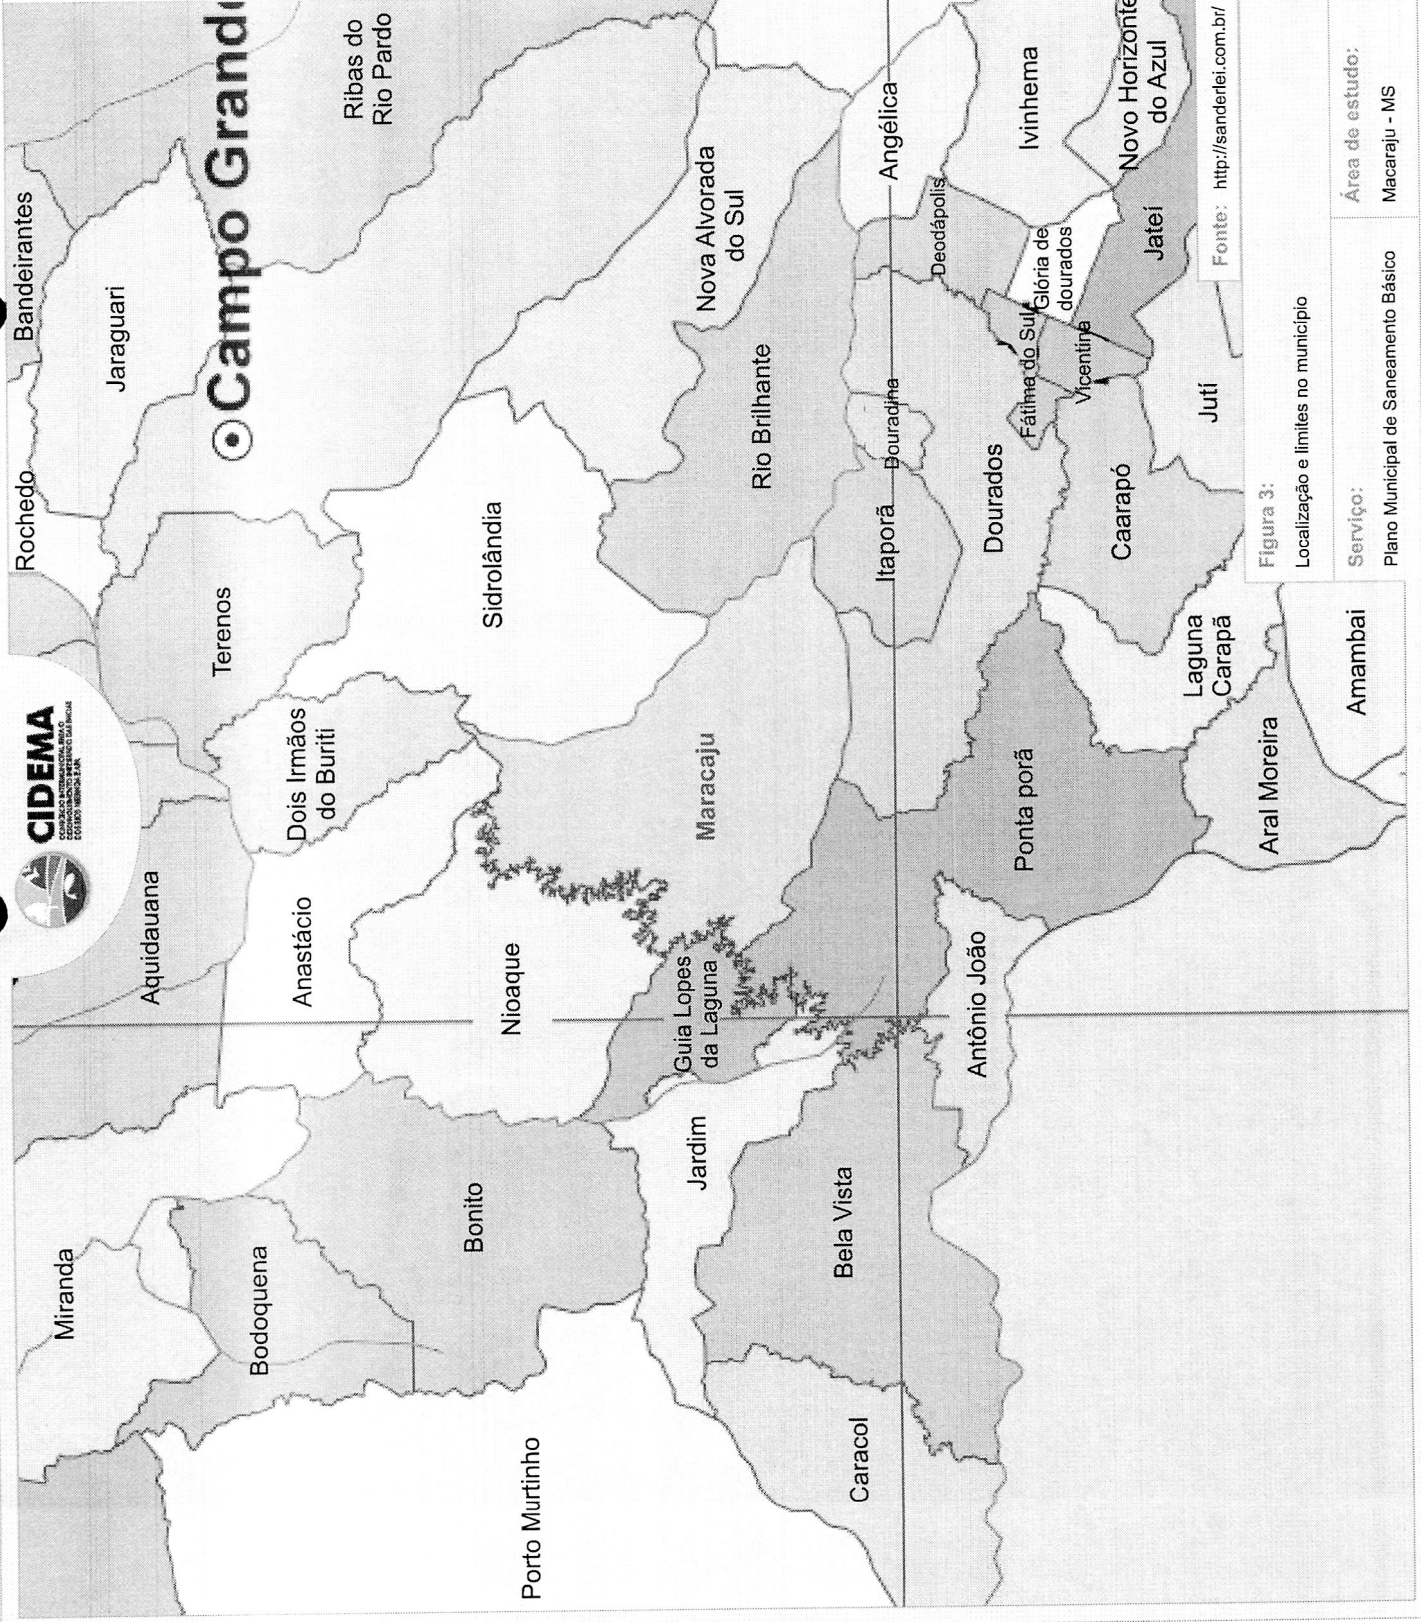 Rochedo
Bandeirantes
CIDEMA
Miranda
Jaraguari
Aquidauana
Terenos
Campo Grande
Bodoquena
Anastácio
Dois Irmãos
do Buriti
Ribas do
Rio Pardo
Bonito
Sidrolândia
Nioaque
Porto Murtinho
Guia Lopes
da Laguna
Jardim
Maracaju
Nova Alvorada
do Sul
Rio Brilhante
Bela Vista
Caracol
Itaporã
Douradina
Angélica
Deodápolis
Antônio João
Dourados
Ponta porã
Fátima do Sul
Ivinhema
Glória de
dourados
Vicentina
Caarapó
Novo Horizonte
do Azul
Jateí
Laguna
Carapã
Jutí
Aral Moreira
Amambai
Fonte: http://sanderlei.com.br/
Figura 3:
Localização e limites no município
Serviço:
Plano Municipal de Saneamento Básico
Área de estudo:
Macaraju - MS